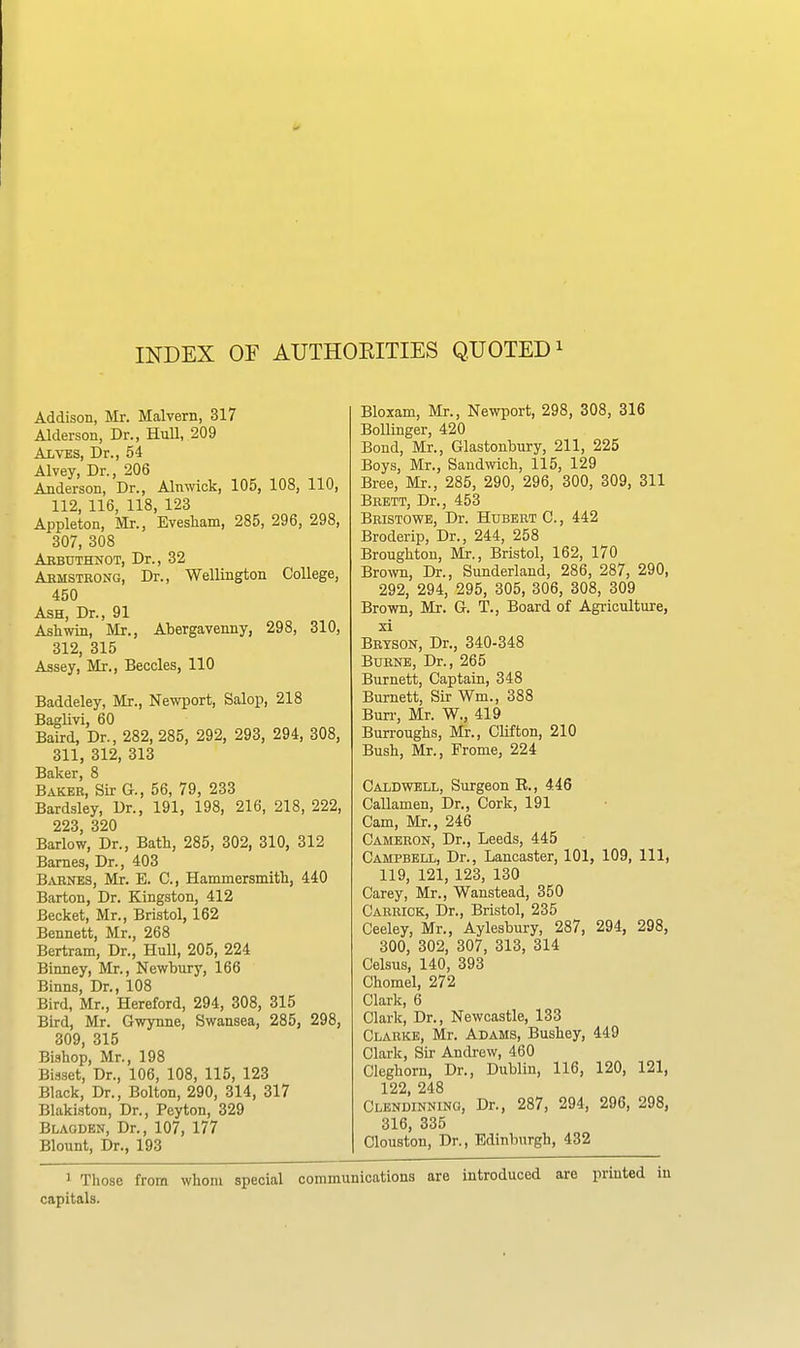 INDEX OF AUTHORITIES QUOTED¹
Addison, Mr. Malvern, 317
Alderson, Dr., Hull, 209
ALVES, Dr., 54
Alvey, Dr., 206
Anderson, Dr., Alnwick, 105, 108, 110,
112, 116, 118, 123
Appleton, Mr., Evesham, 285, 296, 298,
307, 308
ARBUTHNOT, Dr., 32
ARMSTRONG, Dr., Wellington College,
450
ASH, Dr., 91
Ashwin, Mr., Abergavenny, 298, 310,
312, 315
Assey, Mr., Beccles, 110
Baddeley, Mr., Newport, Salop, 218
Baglivi, 60
Baird, Dr., 282, 285, 292, 293, 294, 308,
311, 312, 313
Baker, 8
BAKER, Sir G., 56, 79, 233
Bardsley, Dr., 191, 198, 216, 218, 222,
223, 320
Barlow, Dr., Bath, 285, 302, 310, 312
Barnes, Dr., 403
BARNES, Mr. E. C., Hammersmith, 440
Barton, Dr. Kingston, 412
Becket, Mr., Bristol, 162
Bennett, Mr., 268
Bertram, Dr., Hull, 205, 224
Binney, Mr., Newbury, 166
Binns, Dr., 108
Bird, Mr., Hereford, 294, 308, 315
Bird, Mr. Gwynne, Swansea, 285, 298,
309, 315
Bishop, Mr., 198
Bisset, Dr., 106, 108, 115, 123
Black, Dr., Bolton, 290, 314, 317
Blakiston, Dr., Peyton, 329
BLAGDEN, Dr., 107, 177
Blount, Dr., 193
Bloxam, Mr., Newport, 298, 308, 316
Bollinger, 420
Bond, Mr., Glastonbury, 211, 225
Boys, Mr., Sandwich, 115, 129
Bree, Mr., 285, 290, 296, 300, 309, 311
BRETT, Dr., 453
BRISTOWE, Dr. HUBERT C., 442
Broderip, Dr., 244, 258
Broughton, Mr., Bristol, 162, 170
Brown, Dr., Sunderland, 286, 287, 290,
292, 294, 295, 305, 306, 308, 309
Brown, Mr. G. T., Board of Agriculture,
xi
BRYSON, Dr., 340-348
BURNE, Dr., 265
Burnett, Captain, 348
Burnett, Sir Wm., 388
Burr, Mr. W., 419
Burroughs, Mr., Clifton, 210
Bush, Mr., Frome, 224
CALDWELL, Surgeon R., 446
Callamen, Dr., Cork, 191
Cam, Mr., 246
CAMERON, Dr., Leeds, 445
CAMPBELL, Dr., Lancaster, 101, 109, 111,
119, 121, 123, 130
Carey, Mr., Wanstead, 350
CARRICK, Dr., Bristol, 235
Ceeley, Mr., Aylesbury, 287, 294, 298,
300, 302, 307, 313, 314
Celsus, 140, 393
Chomel, 272
Clark, 6
Clark, Dr., Newcastle, 133
CLARKE, Mr. ADAMS, Bushey, 449
Clark, Sir Andrew, 460
Cleghorn, Dr., Dublin, 116, 120, 121,
122, 248
CLENDINNING, Dr., 287, 294, 296, 298,
316, 335
Clouston, Dr., Edinburgh, 432
¹ Those from whom special communications are introduced are printed in
capitals.